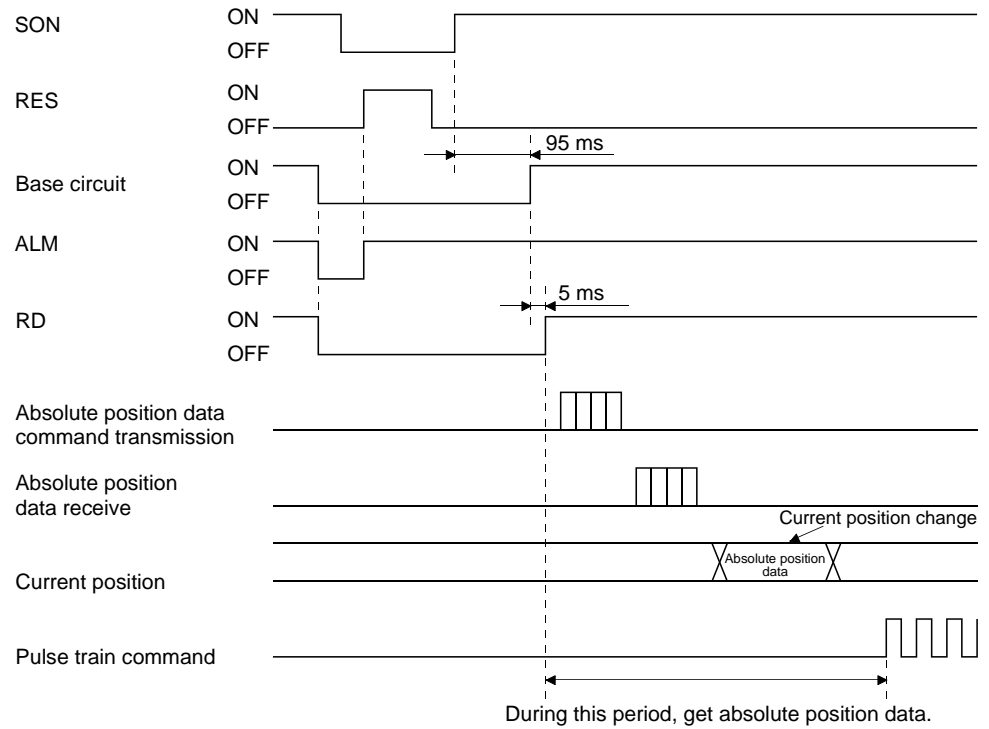 SON
ON
OFF
RES
ON
OFF
95 ms
Base circuit
ON
OFF
ALM
ON
OFF
5 ms
RD
ON
OFF
Absolute position data
command transmission
Absolute position
data receive
Current position change
Absolute position
data
Current position
Pulse train command
During this period, get absolute position data.